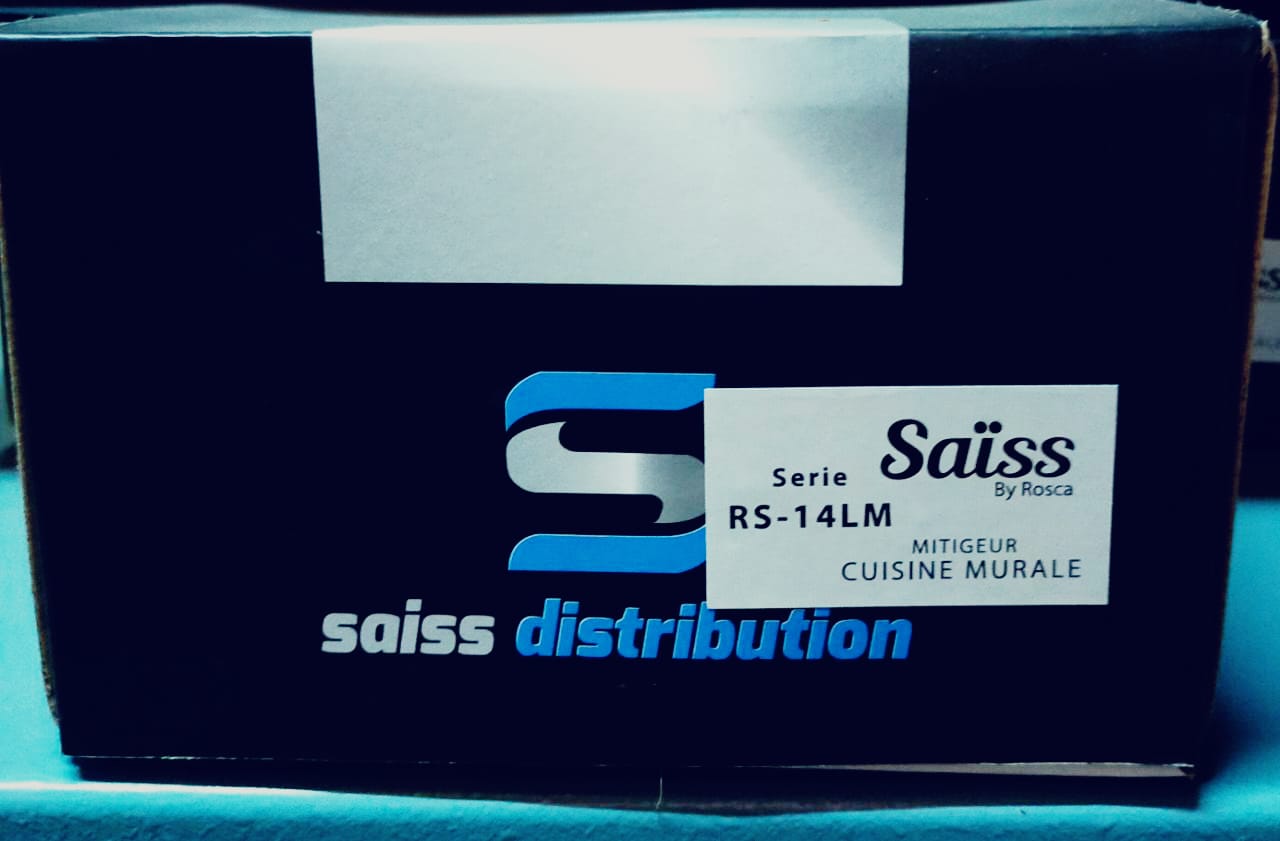 Saïss
By Rosca
Serie
RS-14LM
MITIGEUR
CUISINE MURALE
saiss distribution